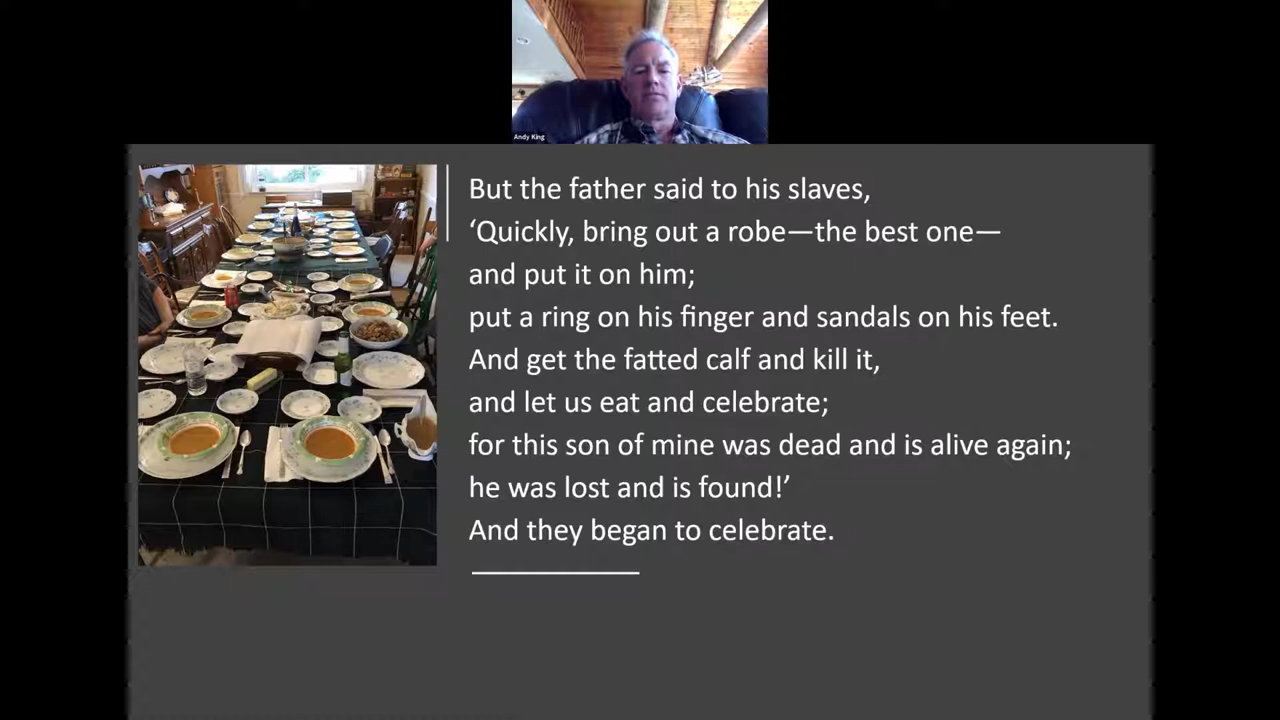 Andy King
But the father said to his slaves,
‘Quickly, bring out a robe—the best one—
and put it on him;
put a ring on his finger and sandals on his feet.
And get the fatted calf and kill it,
and let us eat and celebrate;
for this son of mine was dead and is alive again;
he was lost and is found!’
And they began to celebrate.